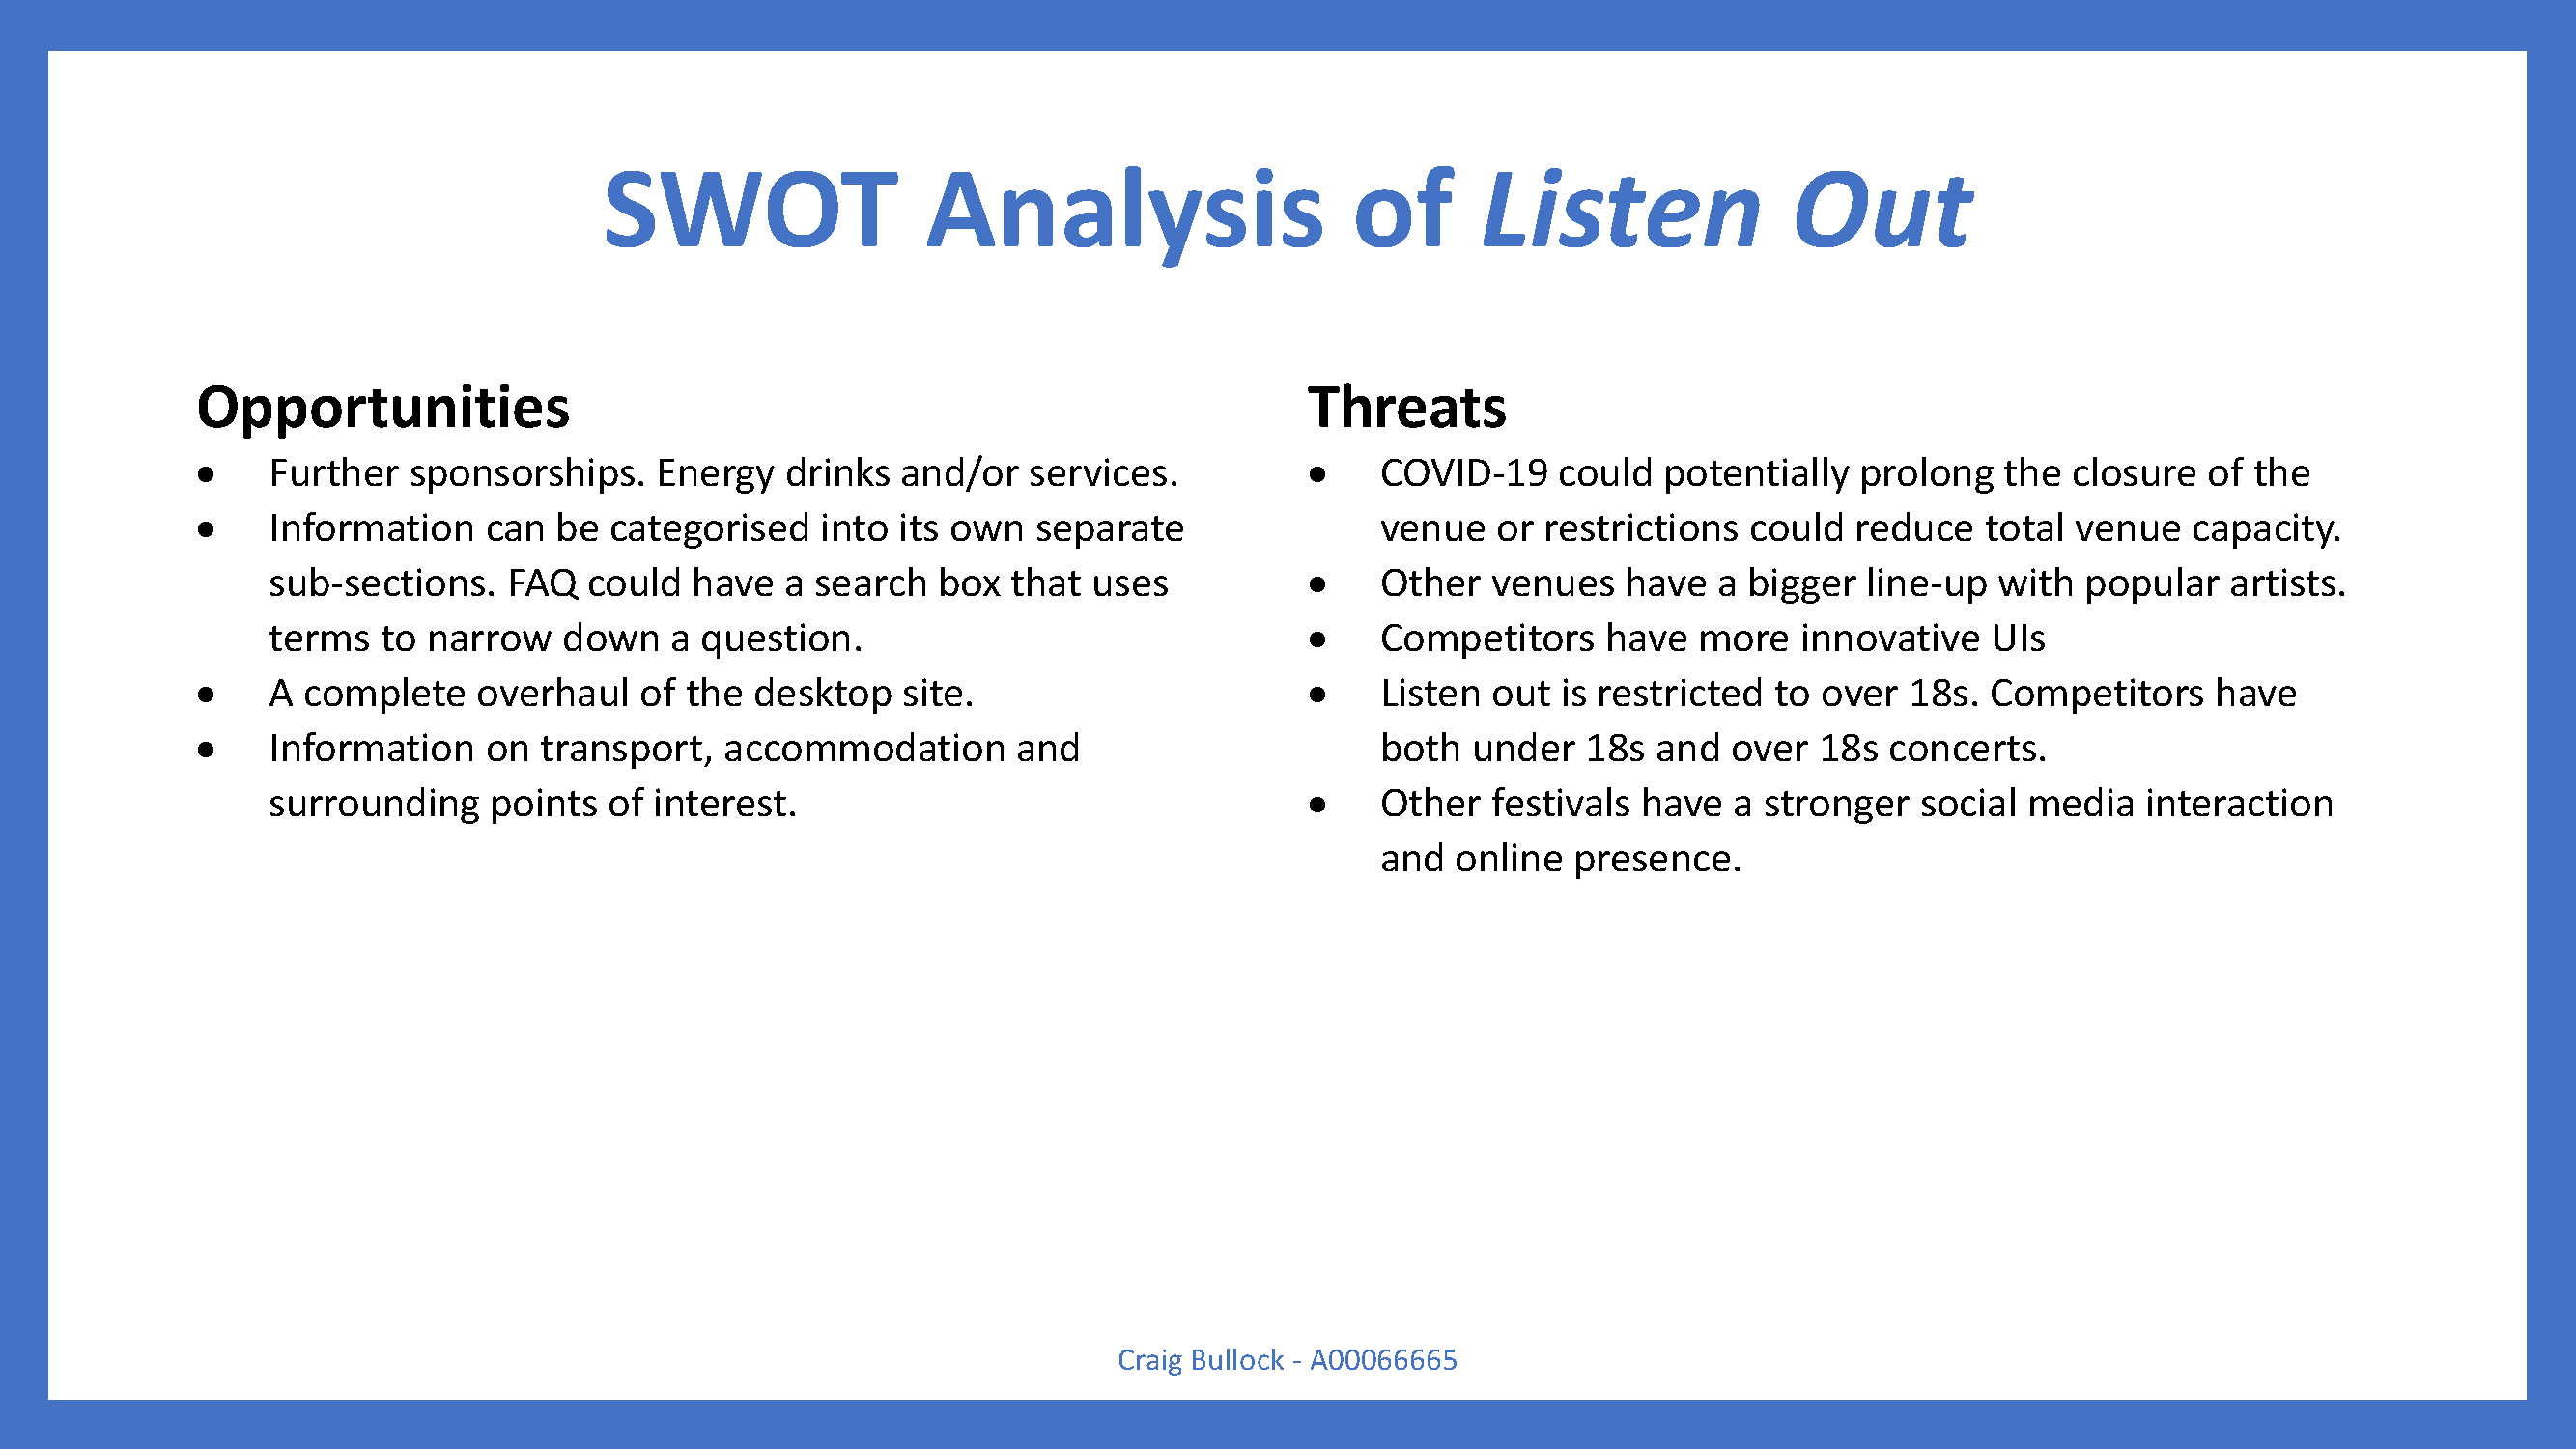 SWOT Analysis of Listen Out
Opportunities
• Further sponsorships. Energy drinks and/or services.
• Information can be categorised into its own separate
sub-sections. FAQ could have a search box that uses
terms to narrow down a question.
• A complete overhaul of the desktop site.
• Information on transport, accommodation and
surrounding points of interest.
Threats
• COVID-19 could potentially prolong the closure of the
venue or restrictions could reduce total venue capacity.
• Other venues have a bigger line-up with popular artists.
• Competitors have more innovative UIs
• Listen out is restricted to over 18s. Competitors have
both under 18s and over 18s concerts.
• Other festivals have a stronger social media interaction
and online presence.
Craig Bullock - A00066665